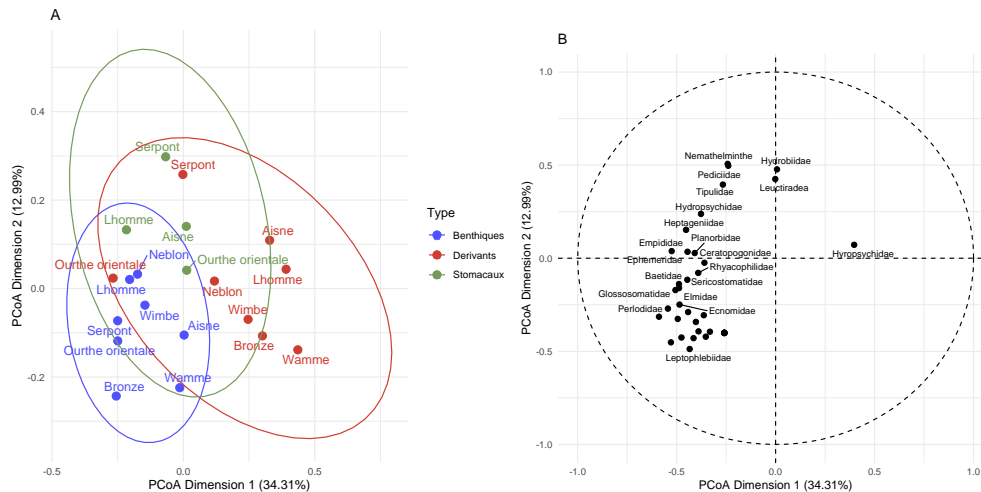 A
B
PCoA Dimension 2 (12.99%)
0.4
0.2
0.0
-0.2
Serpont
Serpont
Lhomme
Aisne
Aisne
Neblon
Ourthe orientale
Ourthe orientale
Lhomme
Lhomme
Neblon
Wimbe
Wimbe
Aisne
Serpont
Bronze
Ourthe orientale
Wamme
Wamme
Bronze
-0.5
0.0
0.5
PCoA Dimension 1 (34.31%)
Type
Benthiques
Derivants
Stomacaux
PCoA Dimension 2 (12.99%)
1.0
0.5
0.0
-0.5
-1.0
Nemathelminthe
Hydrobiidae
Pediciidae
Leuctiradea
Tipulidae
Hydropsychidae
Heptageniidae
Planorbidae
Empididae
Ceratopogonidae
Hyropsychidae
Ephemeridae
Rhyacophilidae
Baetidae
Sericostomatidae
Glossosomatidae
Elmidae
Perlodidae
Ecnomidae
Leptophlebiidae
-1.0
-0.5
0.0
0.5
1.0
PCoA Dimension 1 (34.31%)